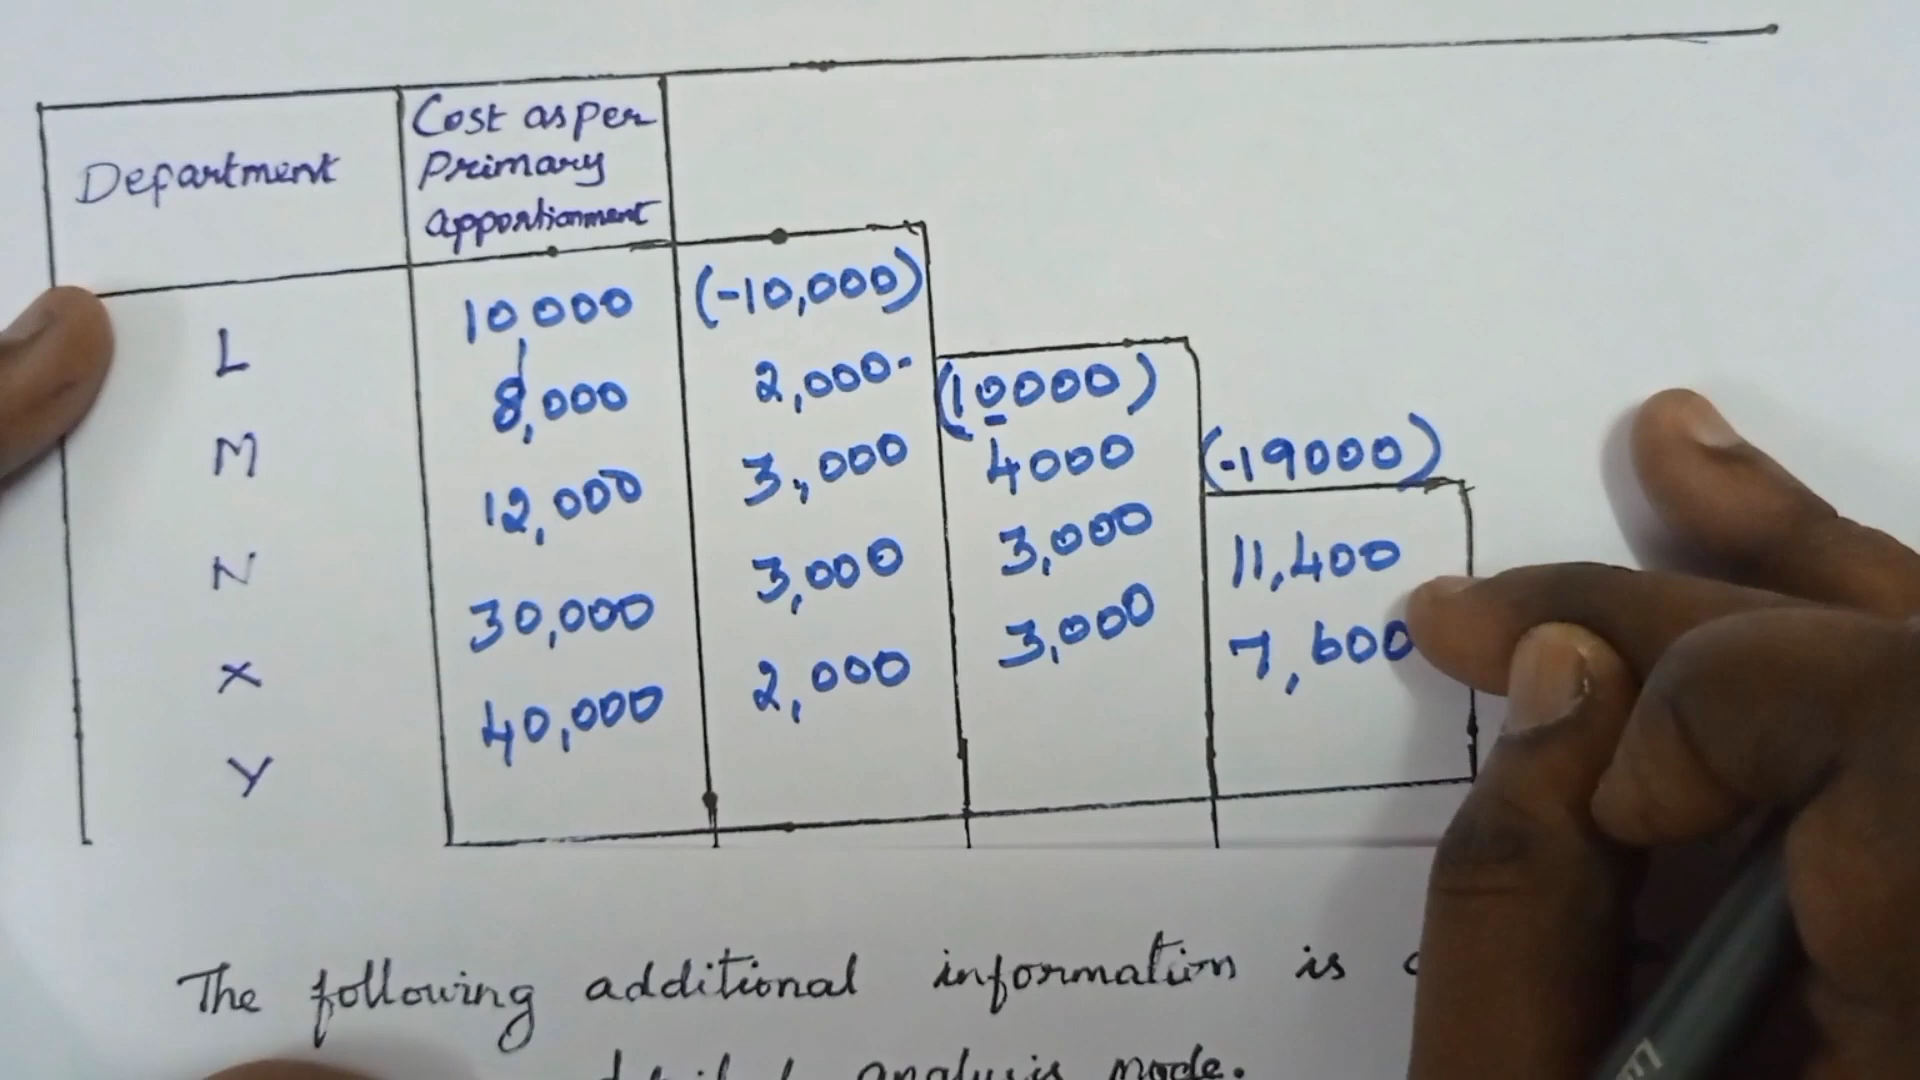 Department
Cost as per
Primary
apportionment
L 10,000 (-10,000)
M 8,000 2,000 (10000)
N 12,000 3,000 4000 (-19000)
X 30,000 3,000 3,000 11,400
Y 40,000 2,000 3,000 7,600
The following additional information is
analysis mode.